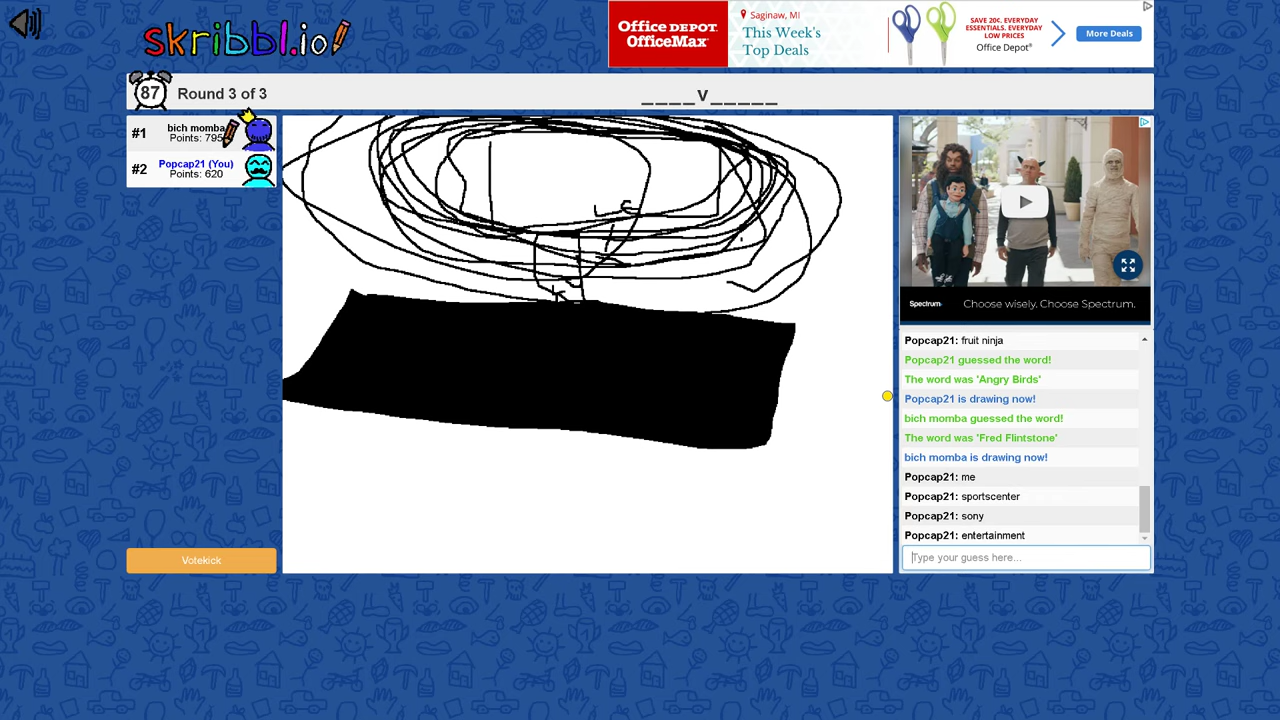 skribbl.io
OFFICE DEPOT
OfficeMax
Saginaw, MI
This Week's
Top Deals
SAVE 20¢. EVERYDAY
ESSENTIALS. EVERYDAY
LOW PRICES
Office Depot®
More Deals
87
Round 3 of 3
_ _ _ _ v _ _ _ _ _
#1
bich momba
Points: 795
#2
Popcap21 (You)
Points: 620
Votekick
Spectrum
Choose wisely. Choose Spectrum.
Popcap21: fruit ninja
Popcap21 guessed the word!
The word was 'Angry Birds'
Popcap21 is drawing now!
bich momba guessed the word!
The word was 'Fred Flintstone'
bich momba is drawing now!
Popcap21: me
Popcap21: sportscenter
Popcap21: sony
Popcap21: entertainment
Type your guess here...